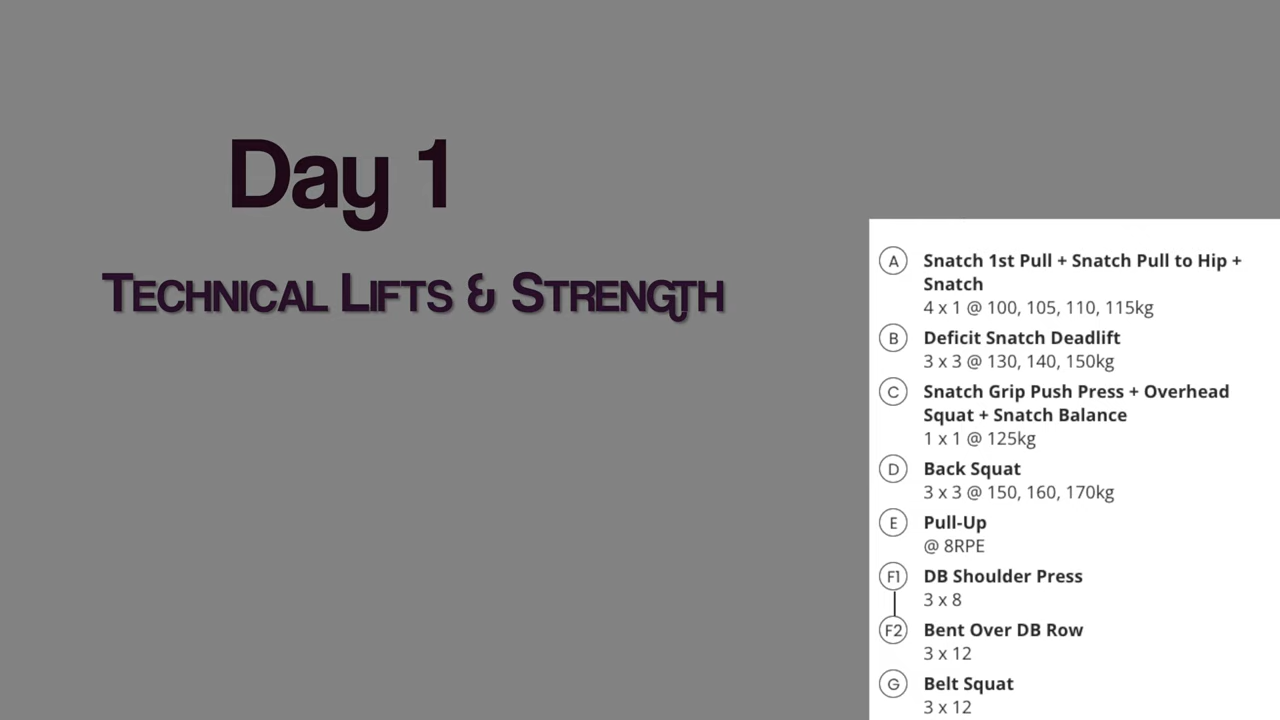 Day 1
Technical Lifts & Strength
A
Snatch 1st Pull + Snatch Pull to Hip +
Snatch
4 x 1 @ 100, 105, 110, 115kg
B
Deficit Snatch Deadlift
3 x 3 @ 130, 140, 150kg
C
Snatch Grip Push Press + Overhead
Squat + Snatch Balance
1 x 1 @ 125kg
D
Back Squat
3 x 3 @ 150, 160, 170kg
E
Pull-Up
@ 8RPE
F1
DB Shoulder Press
3 x 8
F2
Bent Over DB Row
3 x 12
G
Belt Squat
3 x 12